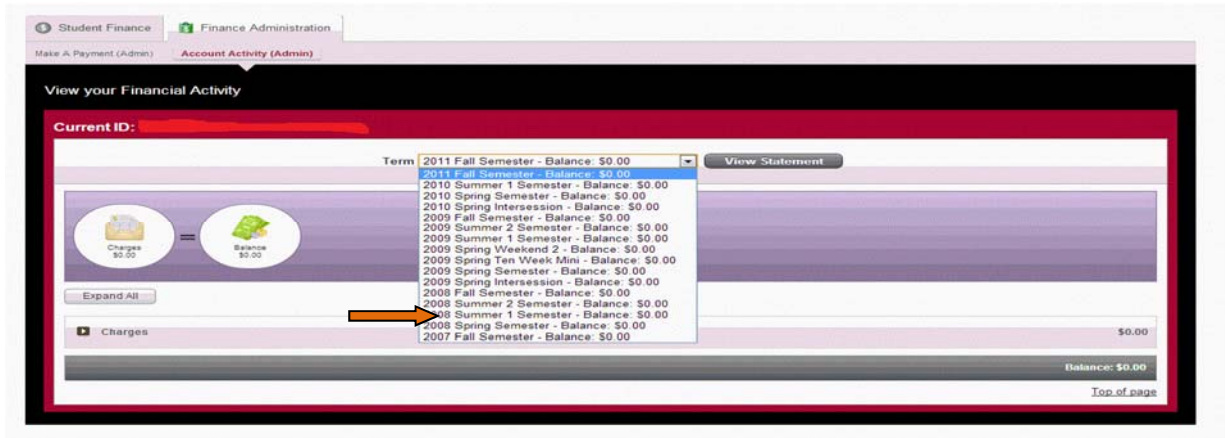 Student Finance Finance Administration
Make A Payment (Admin) Account Activity (Admin)
View your Financial Activity
Current ID:
Term 2011 Fall Semester - Balance: $0.00 View Statement
2011 Fall Semester - Balance: $0.00
2010 Summer 1 Semester - Balance: $0.00
2010 Spring Semester - Balance: $0.00
2010 Spring Intersession - Balance: $0.00
2009 Fall Semester - Balance: $0.00
2009 Summer 2 Semester - Balance: $0.00
2009 Summer 1 Semester - Balance: $0.00
2009 Spring Weekend 2 - Balance: $0.00
2009 Spring Ten Week Mini - Balance: $0.00
2009 Spring Semester - Balance: $0.00
2009 Spring Intersession - Balance: $0.00
2008 Fall Semester - Balance: $0.00
2008 Summer 2 Semester - Balance: $0.00
08 Summer 1 Semester - Balance: $0.00
2008 Spring Semester - Balance: $0.00
2007 Fall Semester - Balance: $0.00
Charges = Balance
$0.00 $0.00
Expand All
Charges $0.00
Balance: $0.00
Top of page